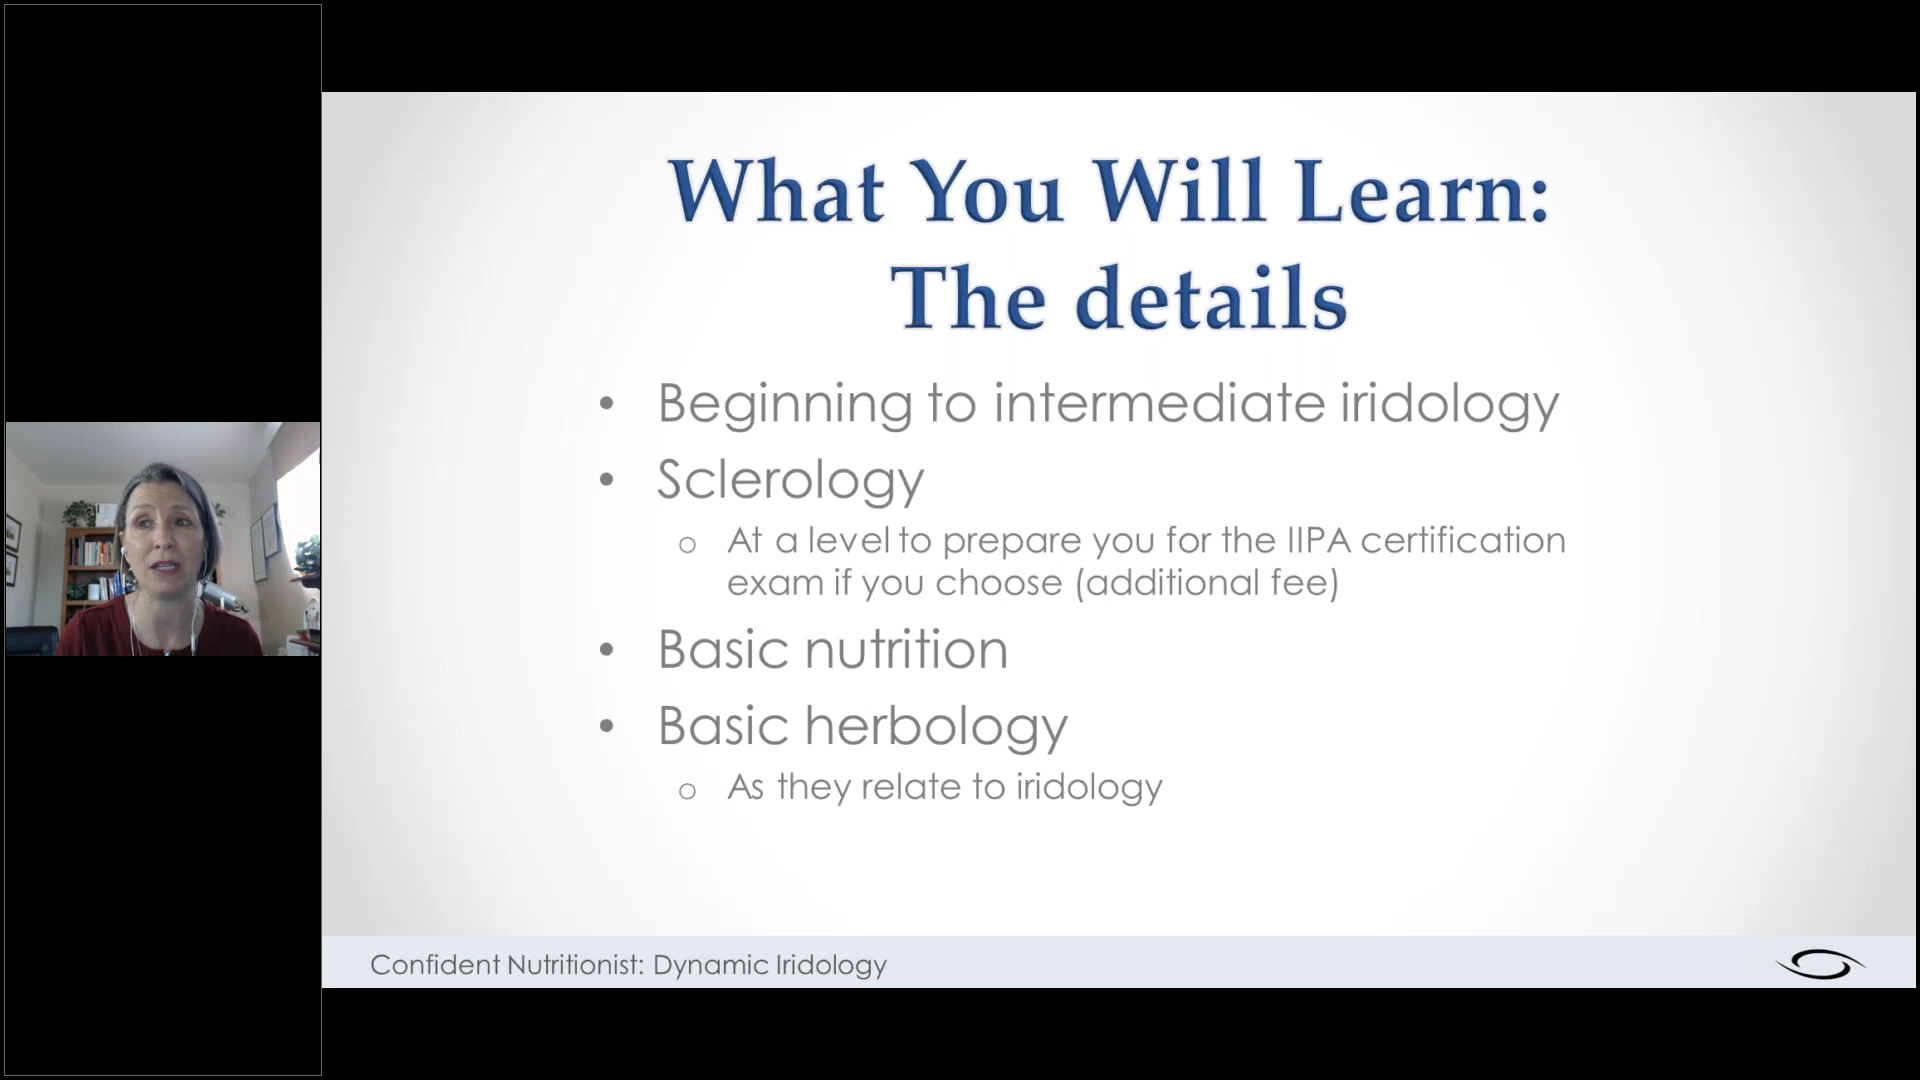 What You Will Learn:
The details
• Beginning to intermediate iridology
• Sclerology
o At a level to prepare you for the IIPA certification
exam if you choose (additional fee)
• Basic nutrition
• Basic herbology
o As they relate to iridology
Confident Nutritionist: Dynamic Iridology